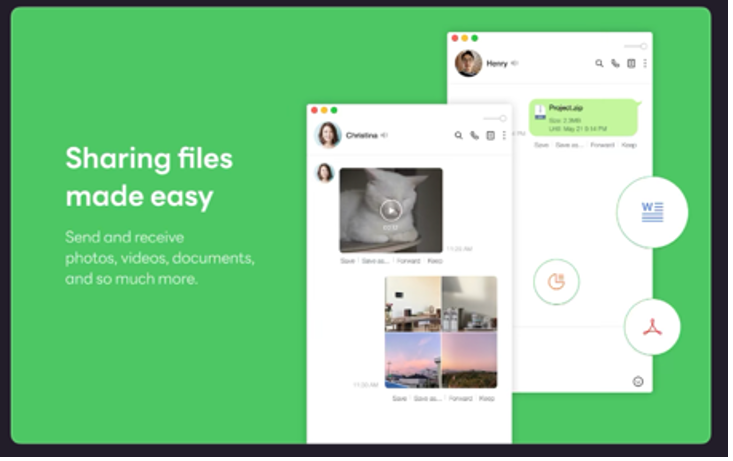 Sharing files
made easy
Send and receive
photos, videos, documents,
and so much more.
Henry
Project.zip
Size: 2.3MB
Until: May 21 9:14 PM
PM
Save Save as... Forward Keep
Christina
11:20 AM
Save Save as... Forward Keep
11:20 AM
Save Save as... Forward Keep
W